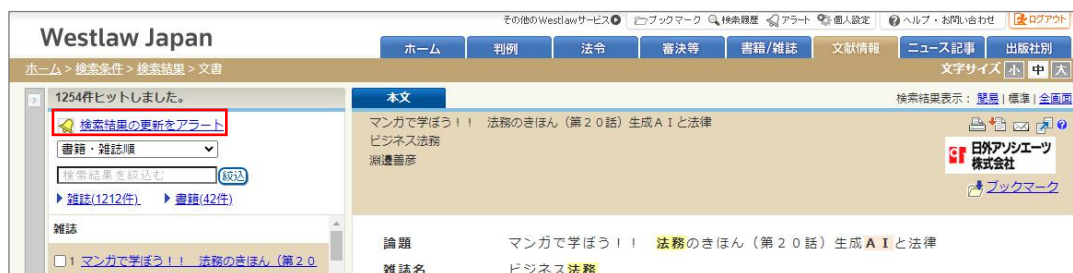 その他のWestlawサービス ブックマーク 検索履歴 アラート 個人設定 ヘルプ・お問い合わせ ログアウト
Westlaw Japan
ホーム 判例 法令 審決等 書籍/雑誌 文献情報 ニュース記事 出版社別
ホーム > 検索条件 > 検索結果 > 文書 文字サイズ 小 中 大
1254件ヒットしました。
検索結果の更新をアラート
書籍・雑誌順
検索結果を絞込む 絞込
雑誌(1212件) 書籍(42件)
雑誌
1 マンガで学ぼう!! 法務のきほん(第20
本文 検索結果表示: 簡易 | 標準 | 全画面
マンガで学ぼう!! 法務のきほん(第20話)生成AIと法律
ビジネス法務
淵邊善彦
日外アソシエーツ
株式会社
ブックマーク
論題 マンガで学ぼう!! 法務のきほん(第20話)生成AIと法律
雑誌名 ビジネス法務